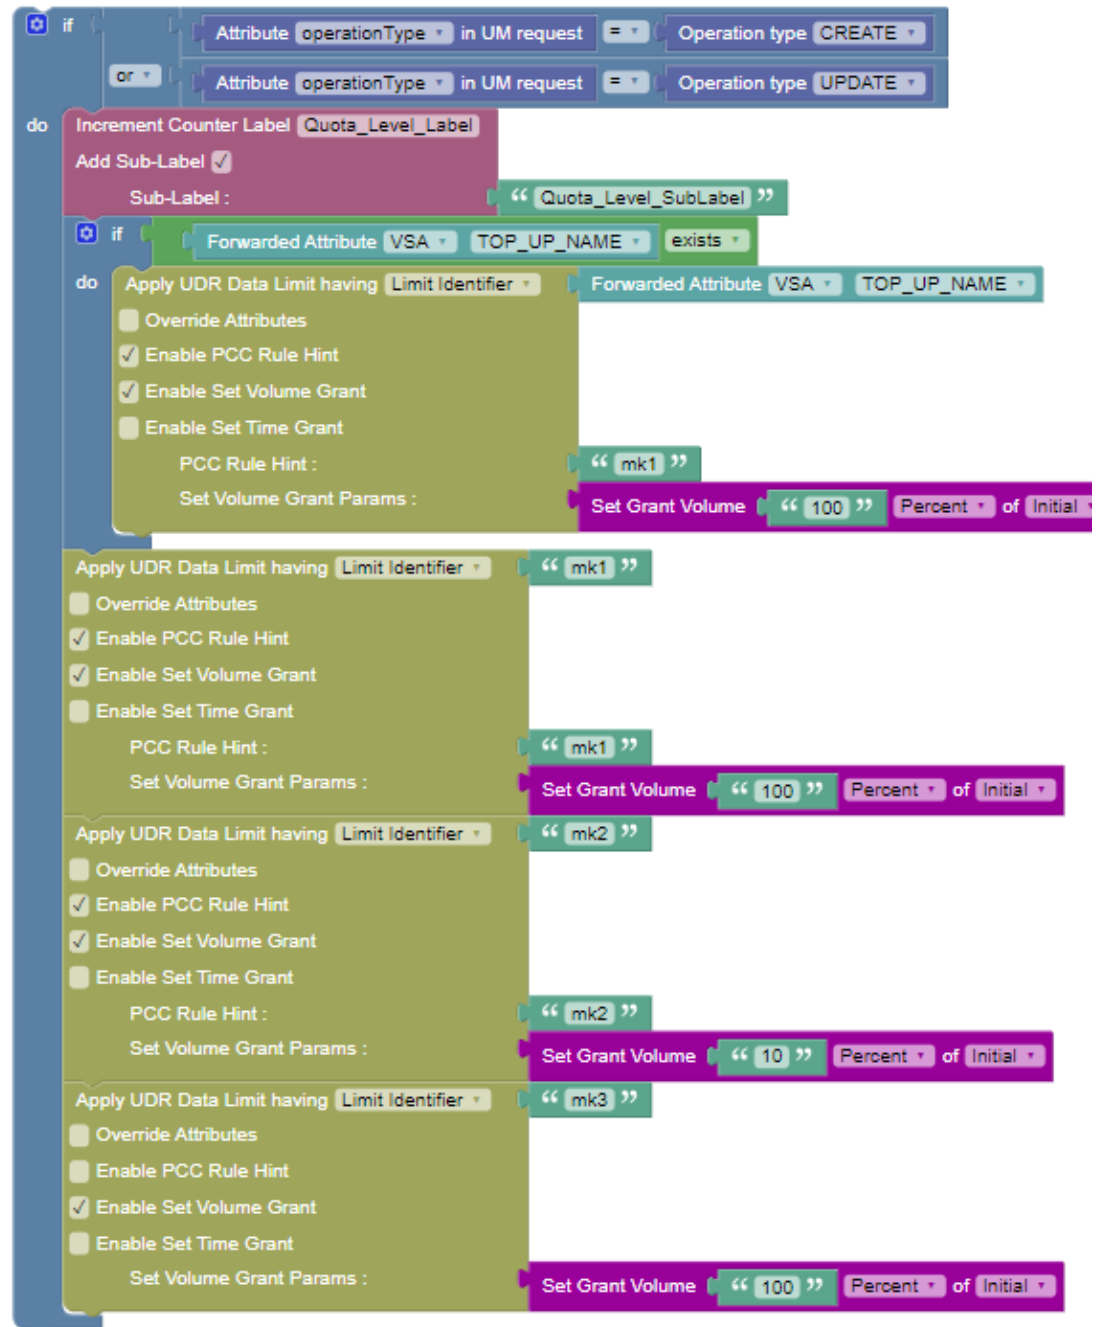 if Attribute operationType in UM request = Operation type CREATE
or Attribute operationType in UM request = Operation type UPDATE
do Increment Counter Label Quota_Level_Label
Add Sub-Label
Sub-Label : “ Quota_Level_SubLabel ”
if Forwarded Attribute VSA TOP_UP_NAME exists
do Apply UDR Data Limit having Limit Identifier Forwarded Attribute VSA TOP_UP_NAME
Override Attributes
Enable PCC Rule Hint
Enable Set Volume Grant
Enable Set Time Grant
PCC Rule Hint : “ mk1 ”
Set Volume Grant Params : Set Grant Volume “ 100 ” Percent of Initial
Apply UDR Data Limit having Limit Identifier “ mk1 ”
Override Attributes
Enable PCC Rule Hint
Enable Set Volume Grant
Enable Set Time Grant
PCC Rule Hint : “ mk1 ”
Set Volume Grant Params : Set Grant Volume “ 100 ” Percent of Initial
Apply UDR Data Limit having Limit Identifier “ mk2 ”
Override Attributes
Enable PCC Rule Hint
Enable Set Volume Grant
Enable Set Time Grant
PCC Rule Hint : “ mk2 ”
Set Volume Grant Params : Set Grant Volume “ 10 ” Percent of Initial
Apply UDR Data Limit having Limit Identifier “ mk3 ”
Override Attributes
Enable PCC Rule Hint
Enable Set Volume Grant
Enable Set Time Grant
Set Volume Grant Params : Set Grant Volume “ 100 ” Percent of Initial